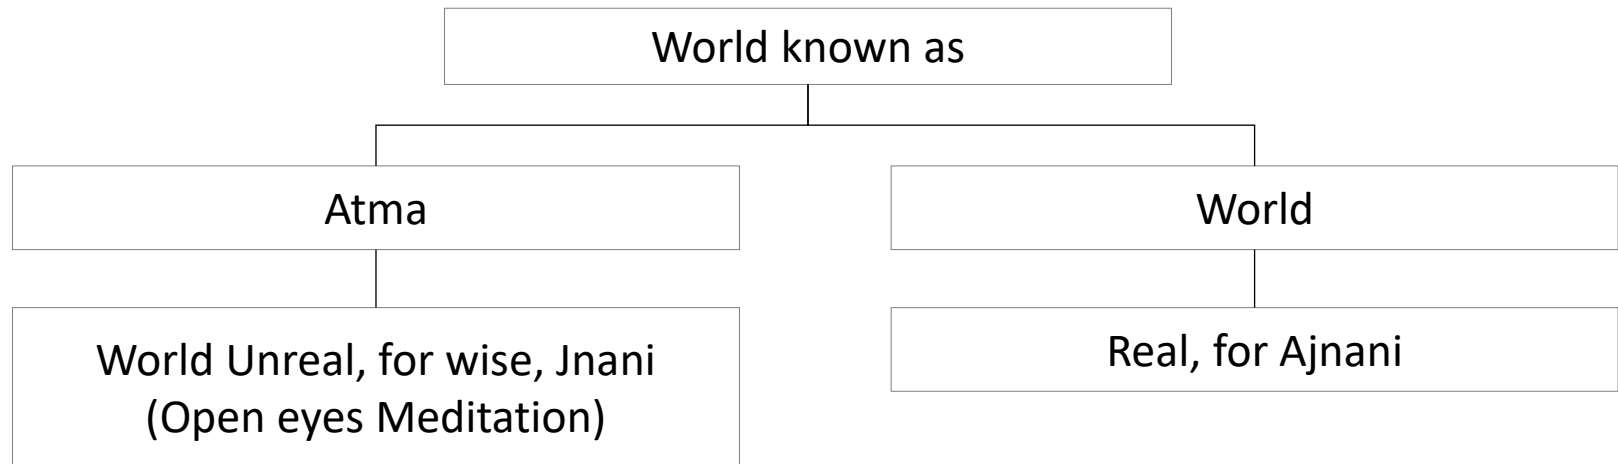 World known as
Atma
World
World Unreal, for wise, Jnani
(Open eyes Meditation)
Real, for Ajnani